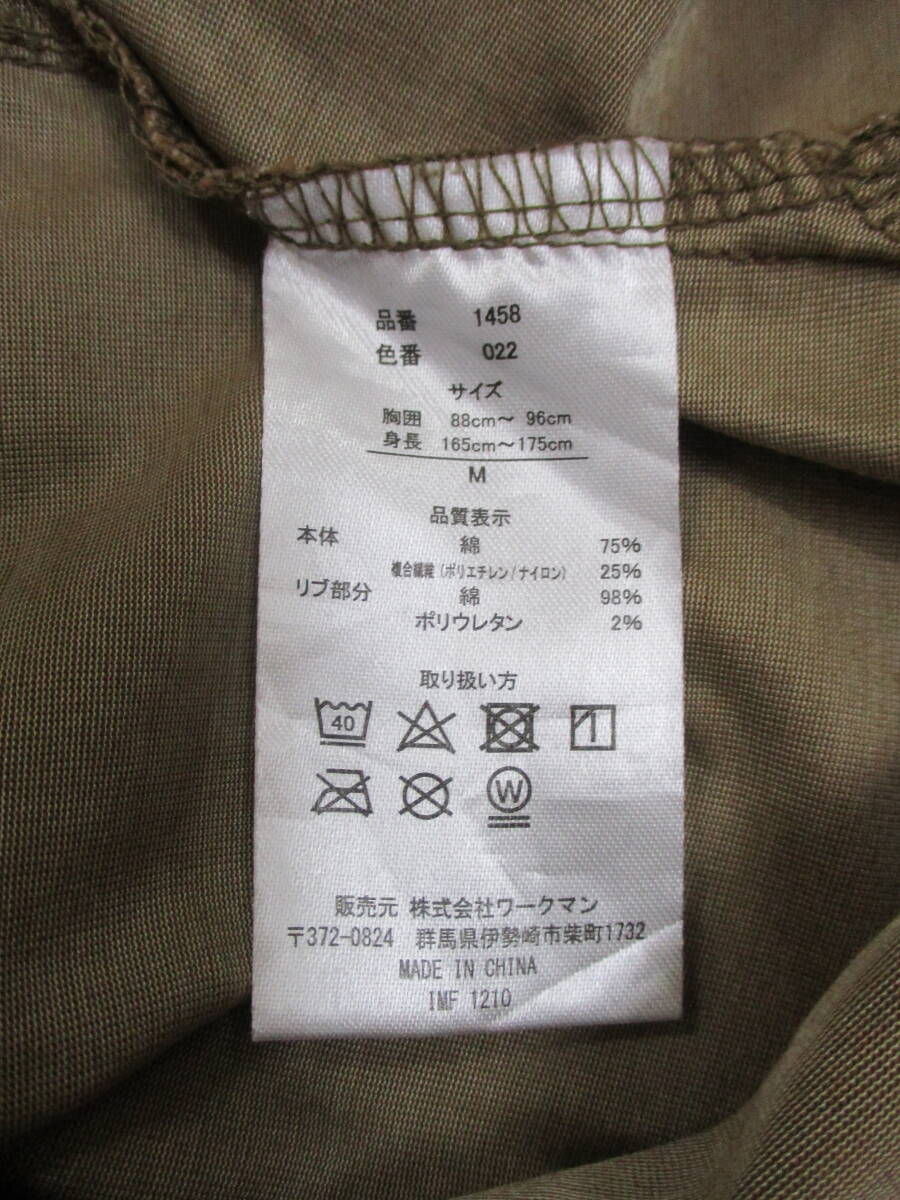 品番 1458
色番 022
サイズ
胸囲 88cm～ 96cm
身長 165cm～175cm
M
品質表示
本体 綿 75%
複合繊維(ポリエチレン/ナイロン) 25%
リブ部分 綿 98%
ポリウレタン 2%
取り扱い方
40
W
販売元 株式会社ワークマン
〒372-0824 群馬県伊勢崎市柴町1732
MADE IN CHINA
IMF 1210